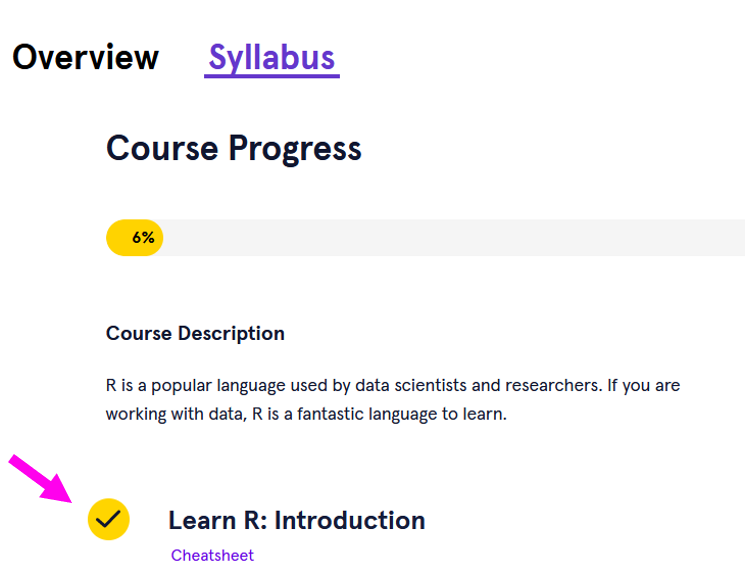 Overview Syllabus
Course Progress
6%
Course Description
R is a popular language used by data scientists and researchers. If you are
working with data, R is a fantastic language to learn.
Learn R: Introduction
Cheatsheet